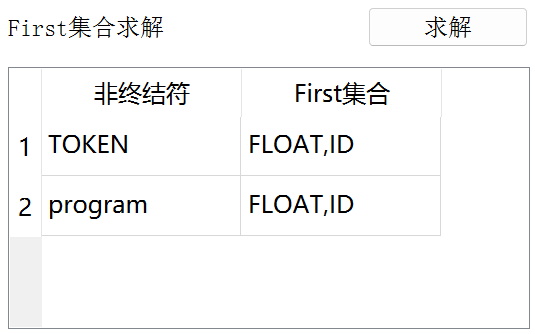 First集合求解 求解
非终结符 First集合
1 TOKEN FLOAT,ID
2 program FLOAT,ID